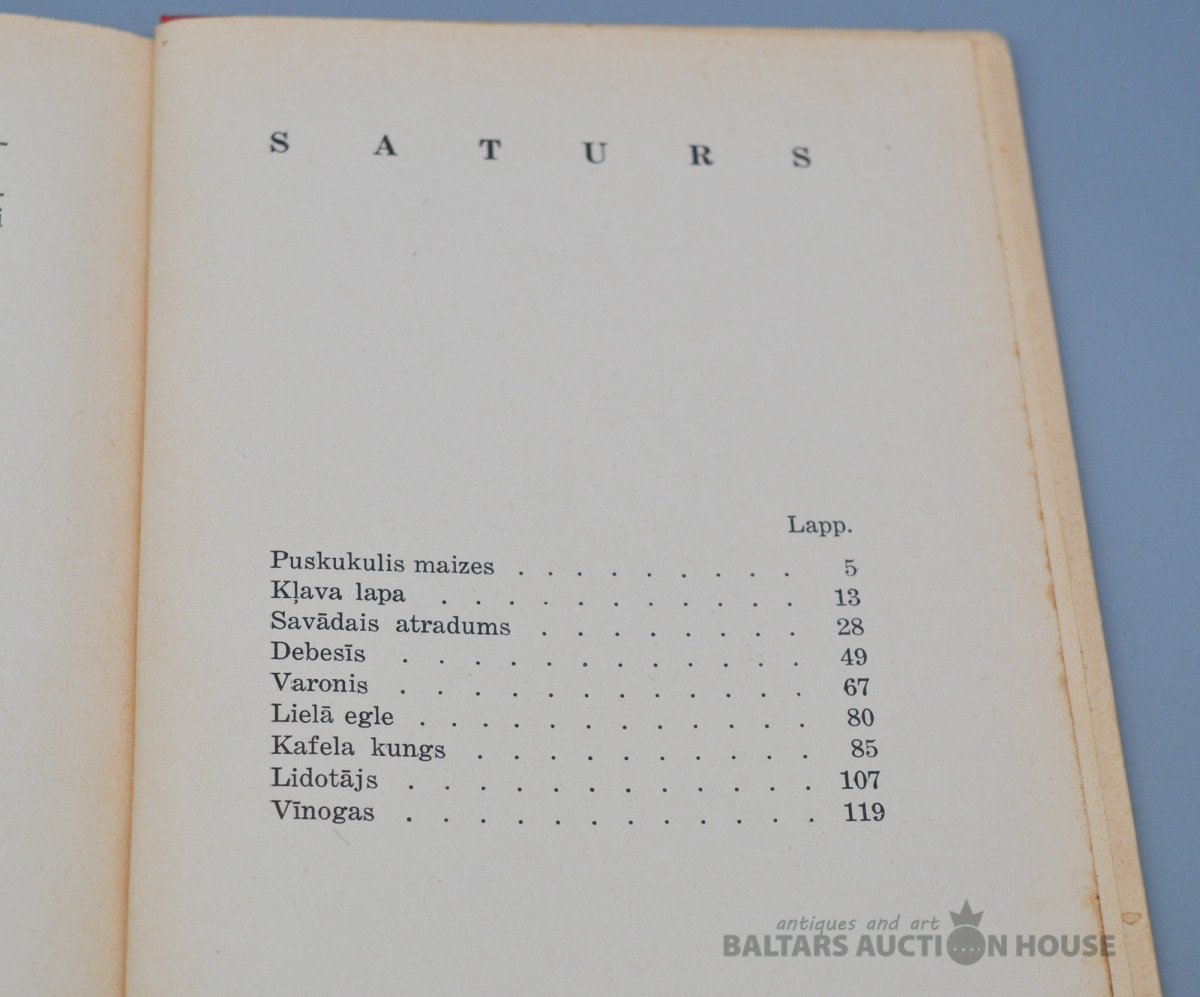 i
S A T U R S
Lapp.
Puskukulis maizes . . . . . . . . . 5
Kļava lapa . . . . . . . . . . . 13
Savādais atradums . . . . . . . . 28
Debesīs . . . . . . . . . . . . 49
Varonis . . . . . . . . . . . . 67
Lielā egle . . . . . . . . . . . . . 80
Kafela kungs . . . . . . . . . . 85
Lidotājs . . . . . . . . . . . . 107
Vīnogas . . . . . . . . . . . . 119
antiques and art
BALTARS AUCTION HOUSE